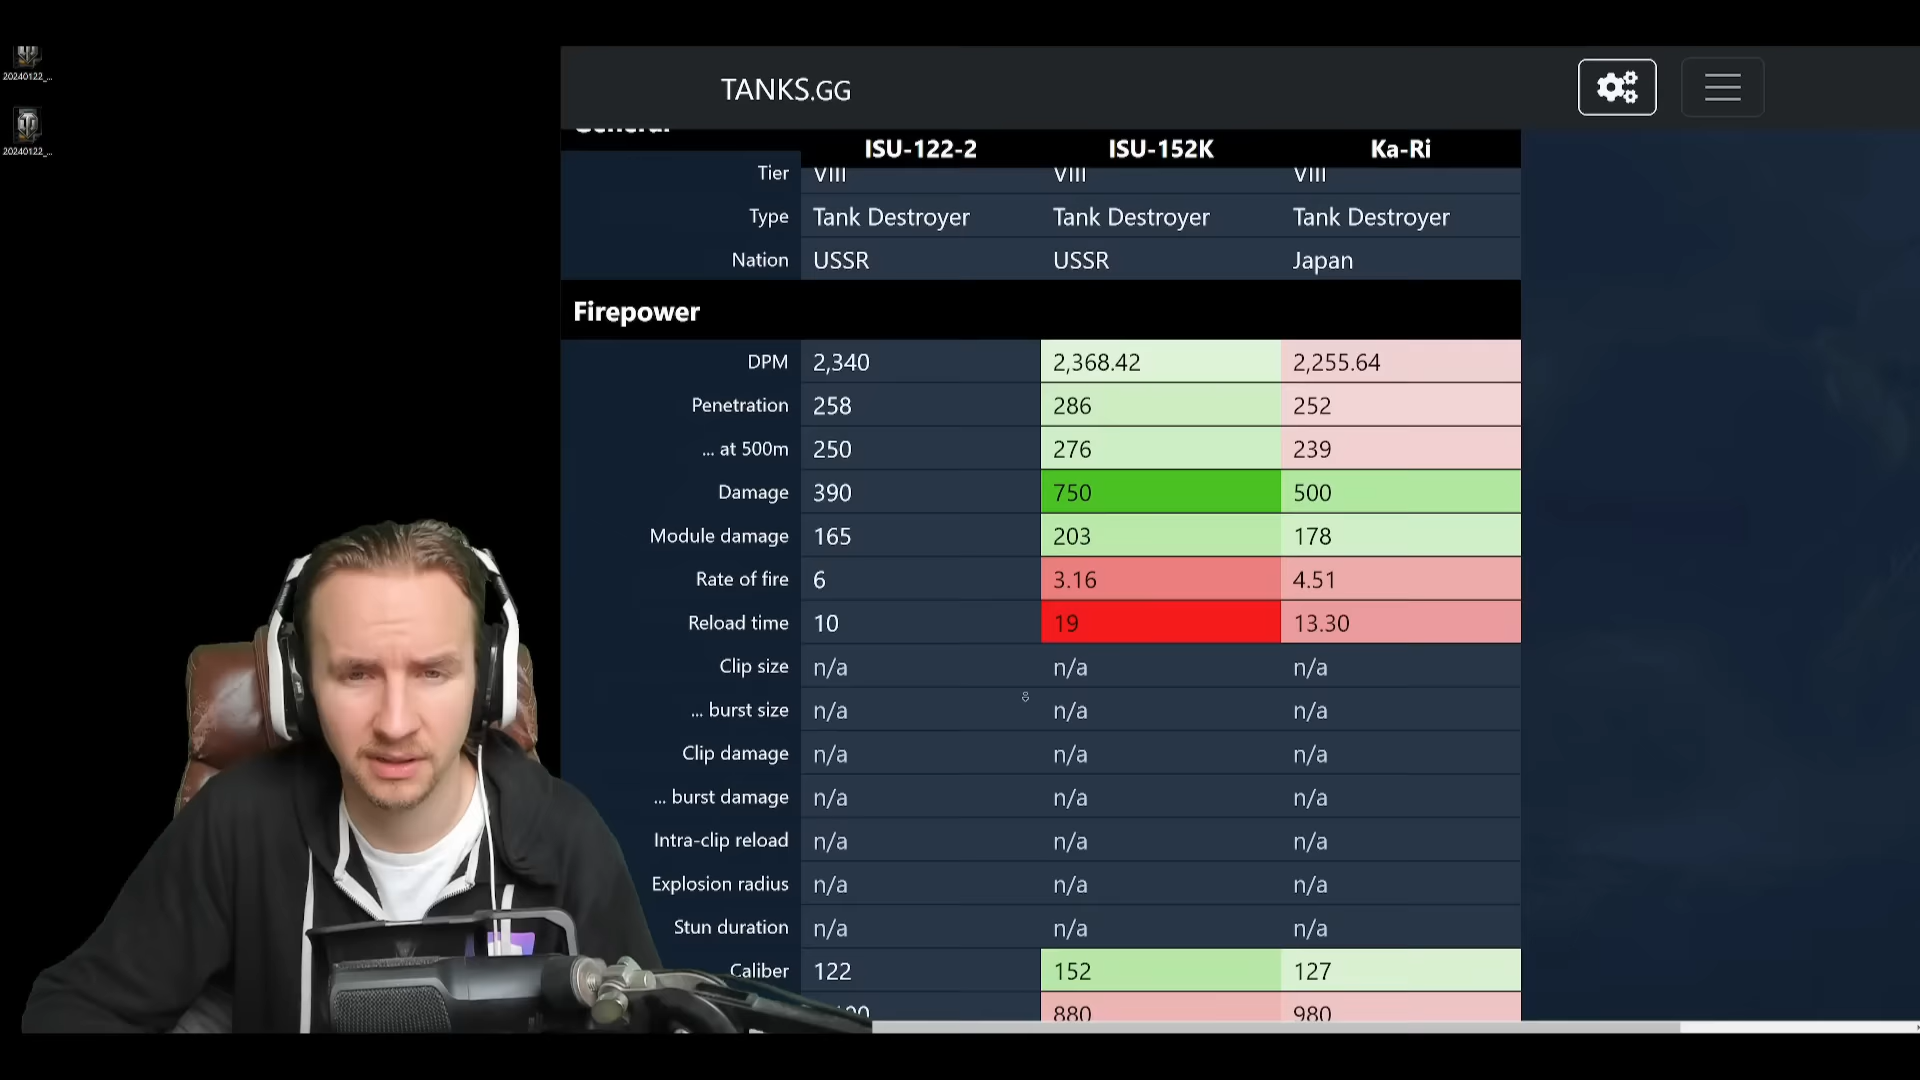 TANKS.GG
20240122_...
20240122_...
General
ISU-122-2 ISU-152K Ka-Ri
Tier VIII VIII VIII
Type Tank Destroyer Tank Destroyer Tank Destroyer
Nation USSR USSR Japan
Firepower
DPM 2,340 2,368.42 2,255.64
Penetration 258 286 252
... at 500m 250 276 239
Damage 390 750 500
Module damage 165 203 178
Rate of fire 6 3.16 4.51
Reload time 10 19 13.30
Clip size n/a n/a n/a
... burst size n/a n/a n/a
Clip damage n/a n/a n/a
... burst damage n/a n/a n/a
Intra-clip reload n/a n/a n/a
Explosion radius n/a n/a n/a
Stun duration n/a n/a n/a
Caliber 122 152 127
880 980